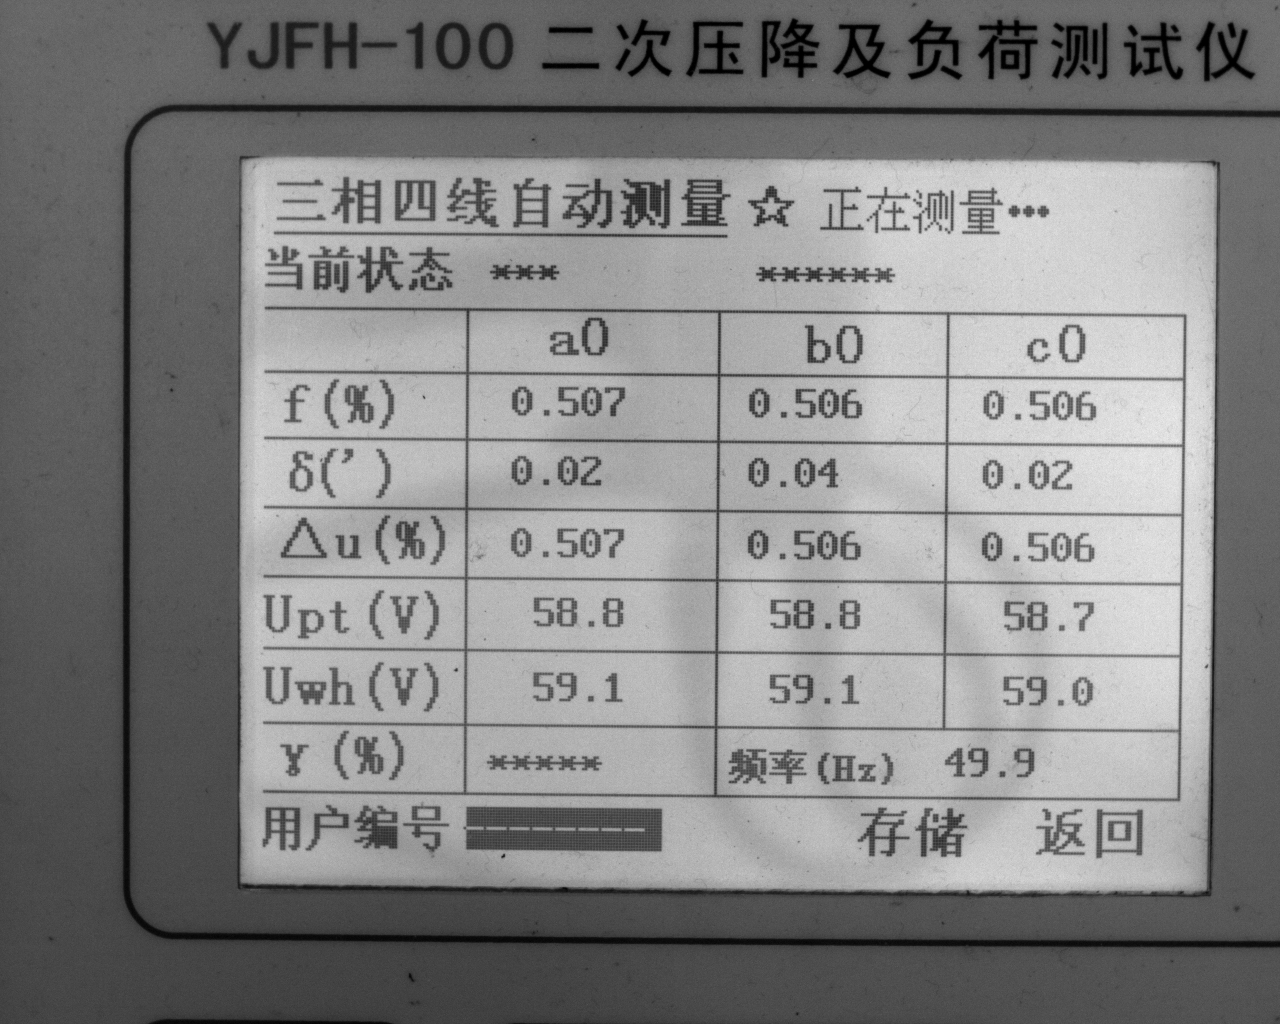 YJFH-100 二次压降及负荷测试仪
三相四线自动测量 ☆ 正在测量•••
当前状态 *** ******
a0 b0 c0
f(%) 0.507 0.506 0.506
δ(') 0.02 0.04 0.02
△u(%) 0.507 0.506 0.506
Upt(V) 58.8 58.8 58.7
Uwh(V) 59.1 59.1 59.0
ɣ(%) ***** 频率(Hz) 49.9
用户编号 -------- 存储 返回